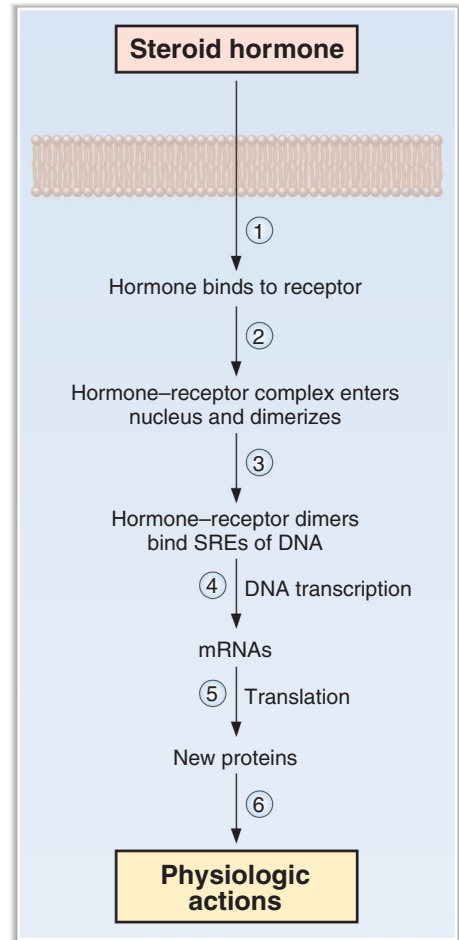 Steroid hormone
①
Hormone binds to receptor
②
Hormone–receptor complex enters
nucleus and dimerizes
③
Hormone–receptor dimers
bind SREs of DNA
④ DNA transcription
mRNAs
⑤ Translation
New proteins
⑥
Physiologic
actions